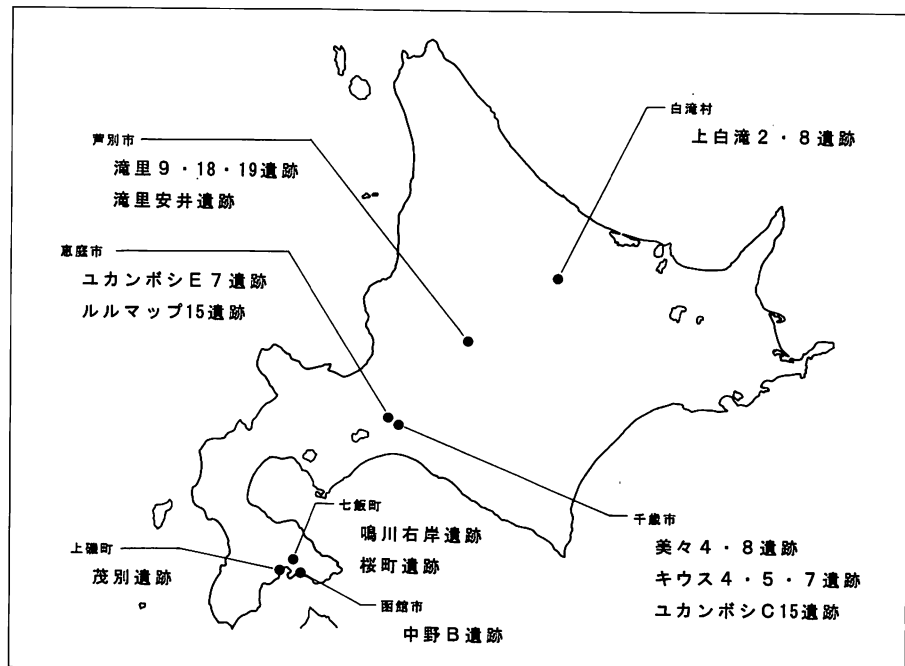 白滝村
上白滝２・８遺跡
芦別市
滝里９・18・19遺跡
滝里安井遺跡
恵庭市
ユカンボシＥ７遺跡
ルルマップ15遺跡
千歳市
美々４・８遺跡
キウス４・５・７遺跡
ユカンボシＣ15遺跡
七飯町
鳴川右岸遺跡
桜町遺跡
上磯町
茂別遺跡
函館市
中野Ｂ遺跡